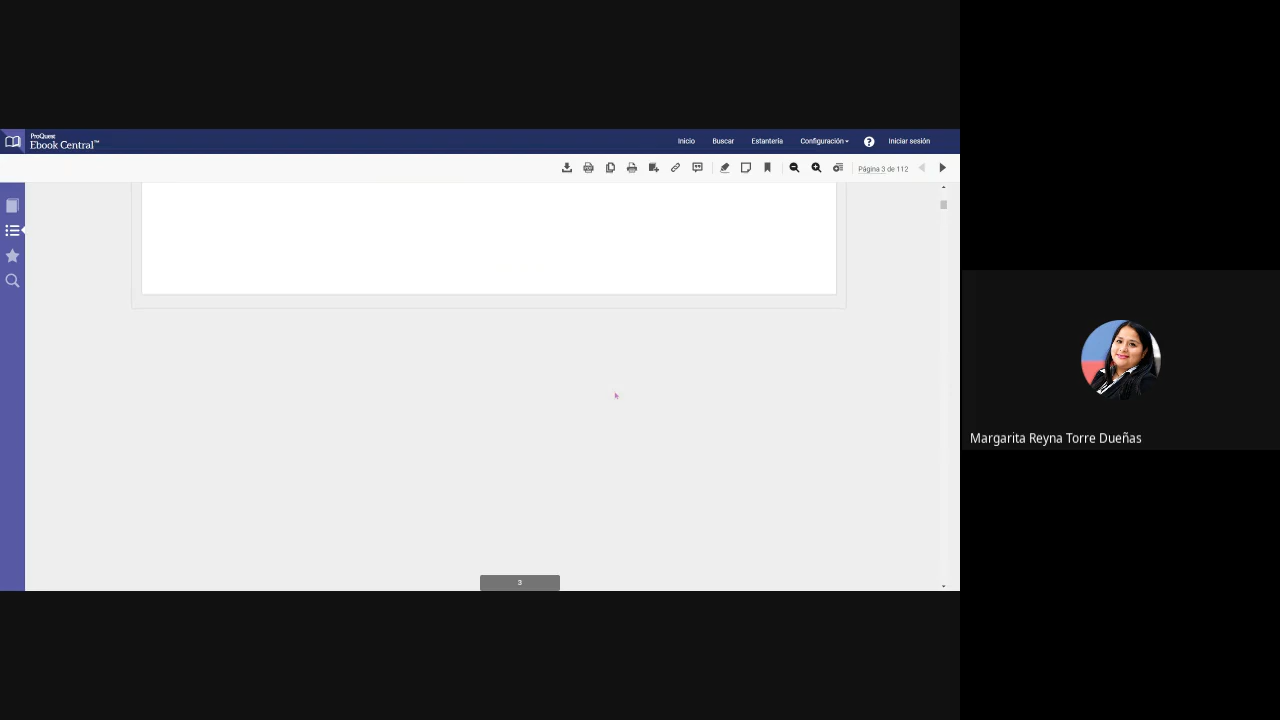 ProQuest
Ebook Central™
Inicio Buscar Estantería Configuración Iniciar sesión
Página 3 de 112
3
Margarita Reyna Torre Dueñas